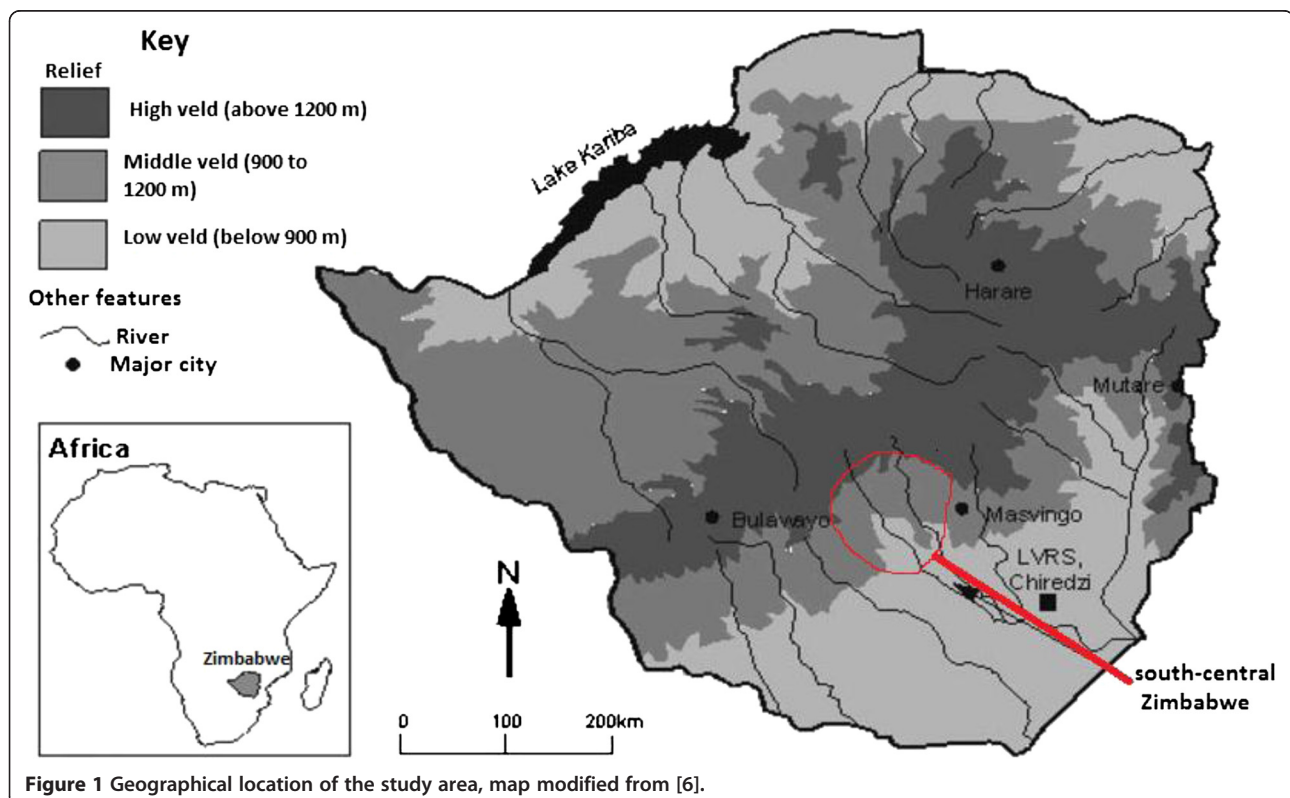 Key
Relief
High veld (above 1200 m)
Middle veld (900 to
1200 m)
Low veld (below 900 m)
Other features
River
Major city
Africa
Zimbabwe
Lake Kariba
Harare
Mutare
Bulawayo
Masvingo
LVRS,
Chiredzi
south-central
Zimbabwe
N
0 100 200km
Figure 1 Geographical location of the study area, map modified from [6].